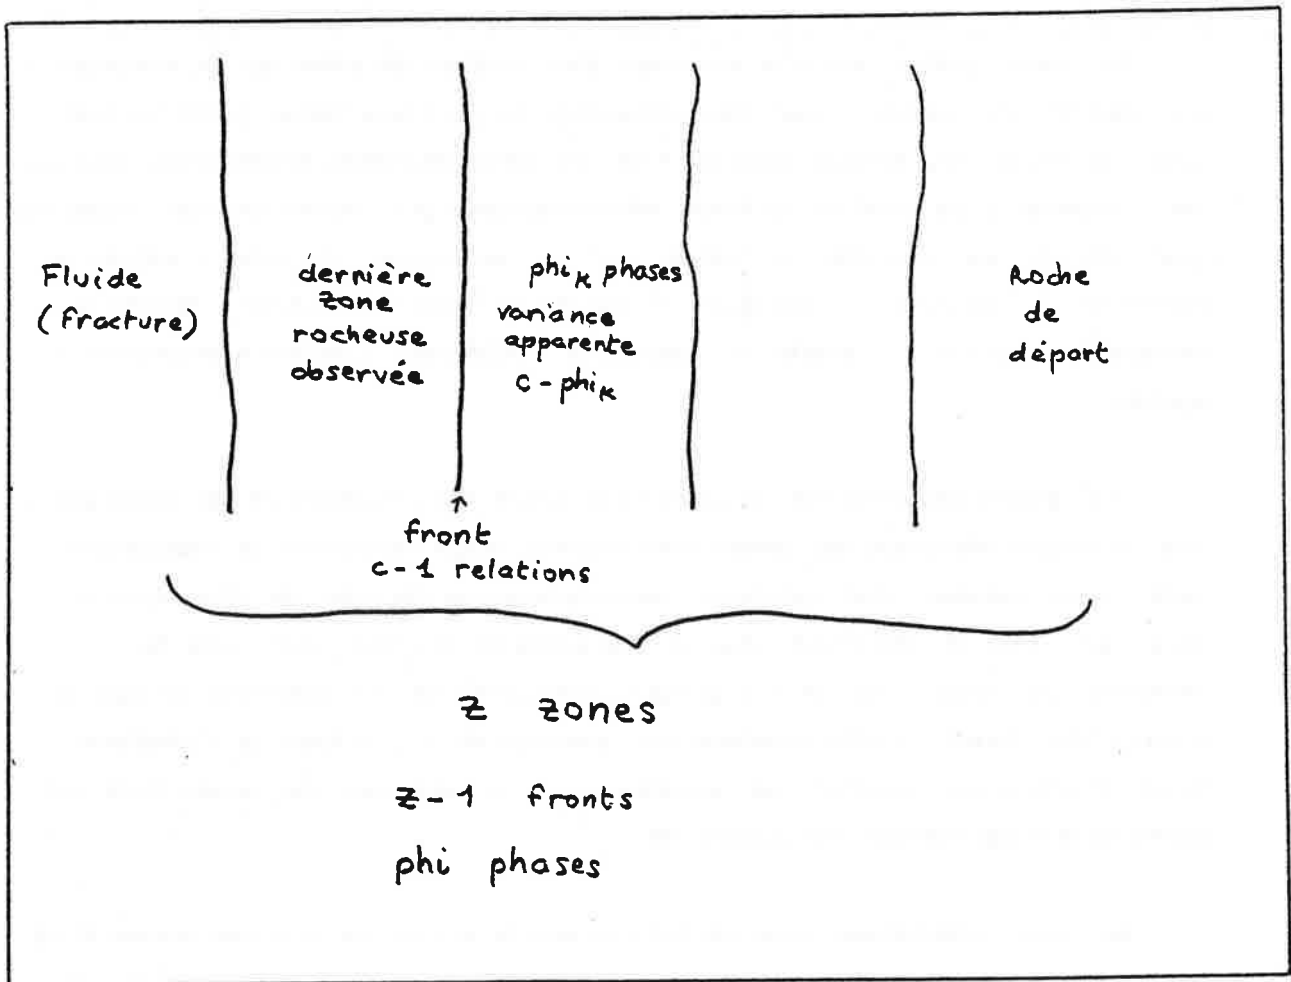 Fluide
(fracture)
dernière
zone
rocheuse
observée
phiK phases
variance
apparente
c - phiK
Roche
de
départ
↑
front
c-1 relations
z zones
z-1 fronts
phi phases